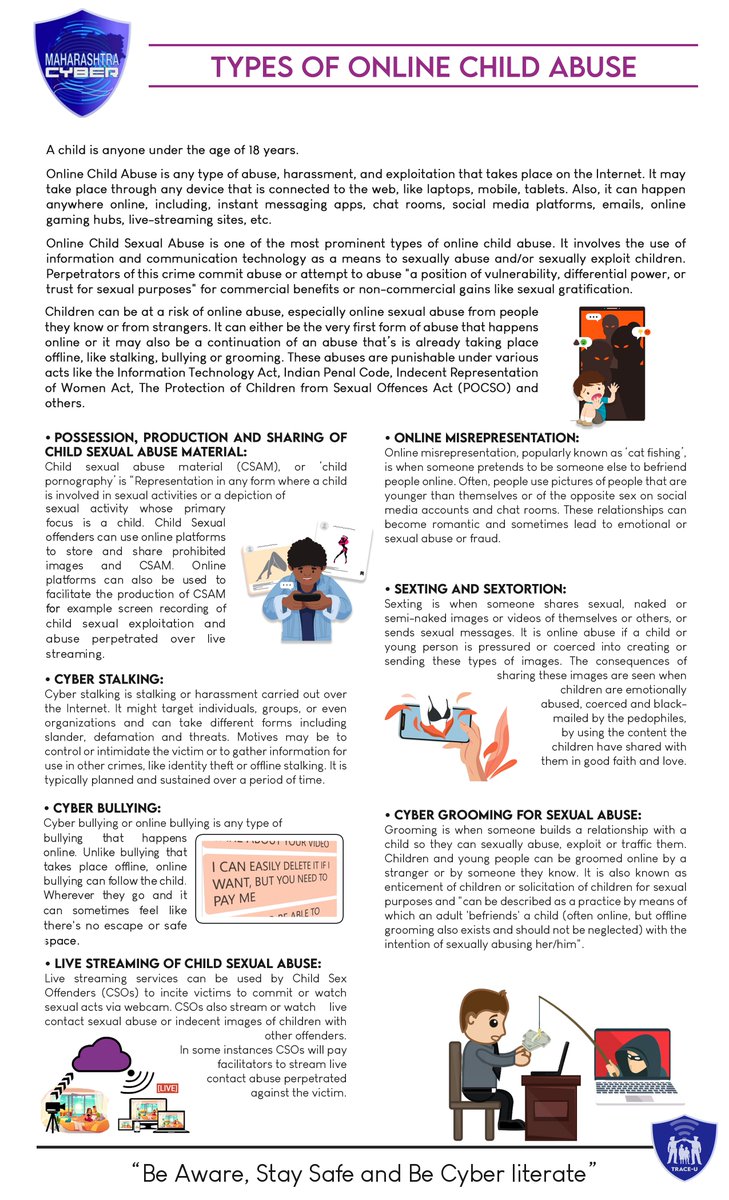 MAHARASHTRA
CYBER
TYPES OF ONLINE CHILD ABUSE
A child is anyone under the age of 18 years.
Online Child Abuse is any type of abuse, harassment, and exploitation that takes place on the Internet. It may
take place through any device that is connected to the web, like laptops, mobile, tablets. Also, it can happen
anywhere online, including, instant messaging apps, chat rooms, social media platforms, emails, online
gaming hubs, live-streaming sites, etc.
Online Child Sexual Abuse is one of the most prominent types of online child abuse. It involves the use of
information and communication technology as a means to sexually abuse and/or sexually exploit children.
Perpetrators of this crime commit abuse or attempt to abuse "a position of vulnerability, differential power, or
trust for sexual purposes" for commercial benefits or non-commercial gains like sexual gratification.
Children can be at a risk of online abuse, especially online sexual abuse from people
they know or from strangers. It can either be the very first form of abuse that happens
online or it may also be a continuation of an abuse that's is already taking place
offline, like stalking, bullying or grooming. These abuses are punishable under various
acts like the Information Technology Act, Indian Penal Code, Indecent Representation
of Women Act, The Protection of Children from Sexual Offences Act (POCSO) and
others.
• POSSESSION, PRODUCTION AND SHARING OF
CHILD SEXUAL ABUSE MATERIAL:
Child sexual abuse material (CSAM), or 'child
pornography' is "Representation in any form where a child
is involved in sexual activities or a depiction of
sexual activity whose primary
focus is a child. Child Sexual
offenders can use online platforms
to store and share prohibited
images and CSAM. Online
platforms can also be used to
facilitate the production of CSAM
for example screen recording of
child sexual exploitation and
abuse perpetrated over live
streaming.
• CYBER STALKING:
Cyber stalking is stalking or harassment carried out over
the Internet. It might target individuals, groups, or even
organizations and can take different forms including
slander, defamation and threats. Motives may be to
control or intimidate the victim or to gather information for
use in other crimes, like identity theft or offline stalking. It is
typically planned and sustained over a period of time.
• CYBER BULLYING:
Cyber bullying or online bullying is any type of
bullying that happens
online. Unlike bullying that
takes place offline, online
bullying can follow the child.
Wherever they go and it
can sometimes feel like
there's no escape or safe
space.
ABOUT YOUR VIDEO
I CAN EASILY DELETE IT IF I
WANT, BUT YOU NEED TO
PAY ME
BE ABLE TO
• LIVE STREAMING OF CHILD SEXUAL ABUSE:
Live streaming services can be used by Child Sex
Offenders (CSOs) to incite victims to commit or watch
sexual acts via webcam. CSOs also stream or watch live
contact sexual abuse or indecent images of children with
other offenders.
In some instances CSOs will pay
facilitators to stream live
contact abuse perpetrated
against the victim.
[LIVE]
• ONLINE MISREPRESENTATION:
Online misrepresentation, popularly known as 'cat fishing',
is when someone pretends to be someone else to befriend
people online. Often, people use pictures of people that are
younger than themselves or of the opposite sex on social
media accounts and chat rooms. These relationships can
become romantic and sometimes lead to emotional or
sexual abuse or fraud.
• SEXTING AND SEXTORTION:
Sexting is when someone shares sexual, naked or
semi-naked images or videos of themselves or others, or
sends sexual messages. It is online abuse if a child or
young person is pressured or coerced into creating or
sending these types of images. The consequences of
sharing these images are seen when
children are emotionally
abused, coerced and black-
mailed by the pedophiles,
by using the content the
children have shared with
them in good faith and love.
• CYBER GROOMING FOR SEXUAL ABUSE:
Grooming is when someone builds a relationship with a
child so they can sexually abuse, exploit or traffic them.
Children and young people can be groomed online by a
stranger or by someone they know. It is also known as
enticement of children or solicitation of children for sexual
purposes and "can be described as a practice by means of
which an adult 'befriends' a child (often online, but offline
grooming also exists and should not be neglected) with the
intention of sexually abusing her/him".
TRACE-U
"Be Aware, Stay Safe and Be Cyber literate"